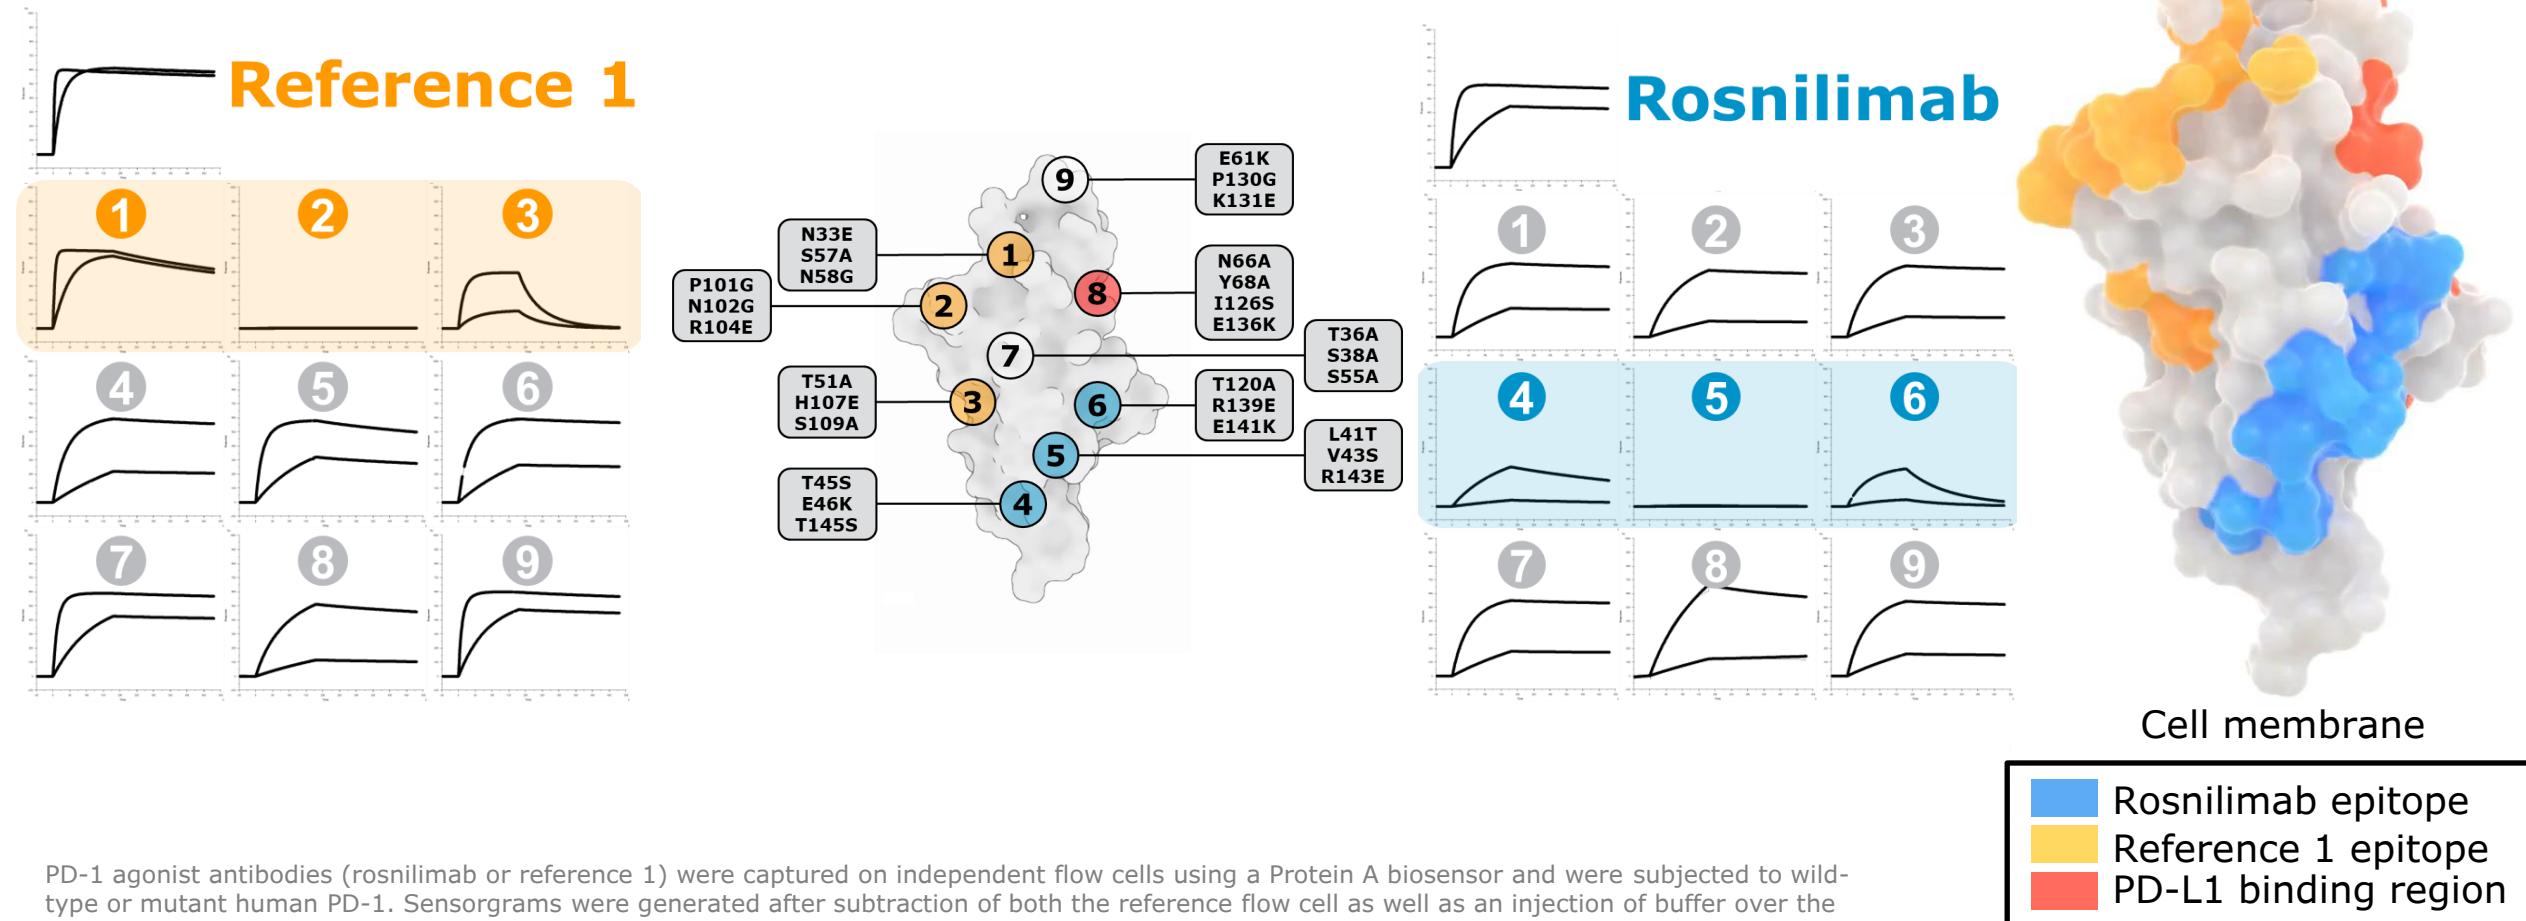 Reference 1
1
2
3
4
5
6
7
8
9
9
E61K
P130G
K131E
N33E
S57A
N58G
1
P101G
N102G
R104E
2
8
N66A
Y68A
I126S
E136K
7
T36A
S38A
S55A
T51A
H107E
S109A
3
6
T120A
R139E
E141K
5
L41T
V43S
R143E
T45S
E46K
T145S
4
Rosnilimab
1
2
3
4
5
6
7
8
9
Cell membrane
Rosnilimab epitope
Reference 1 epitope
PD-L1 binding region
PD-1 agonist antibodies (rosnilimab or reference 1) were captured on independent flow cells using a Protein A biosensor and were subjected to wild-
type or mutant human PD-1. Sensorgrams were generated after subtraction of both the reference flow cell as well as an injection of buffer over the